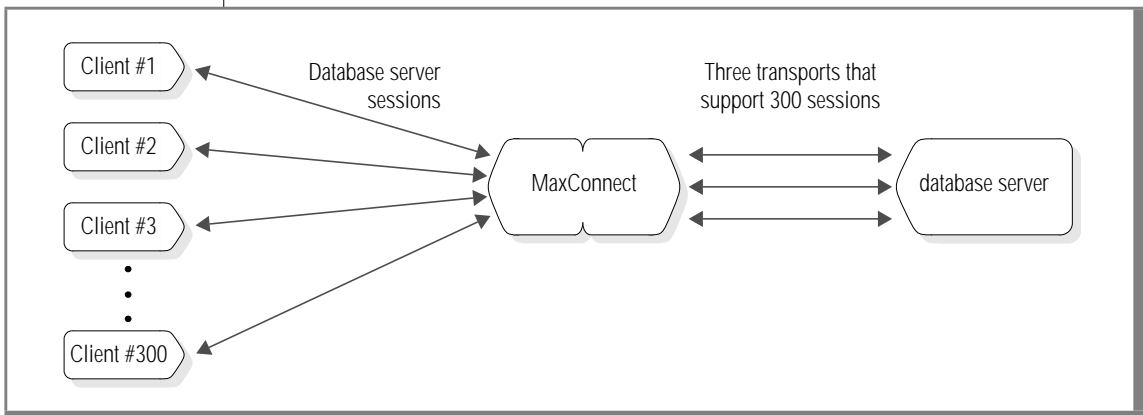 Client #1
Client #2
Client #3
Client #300
Database server
sessions
MaxConnect
Three transports that
support 300 sessions
database server